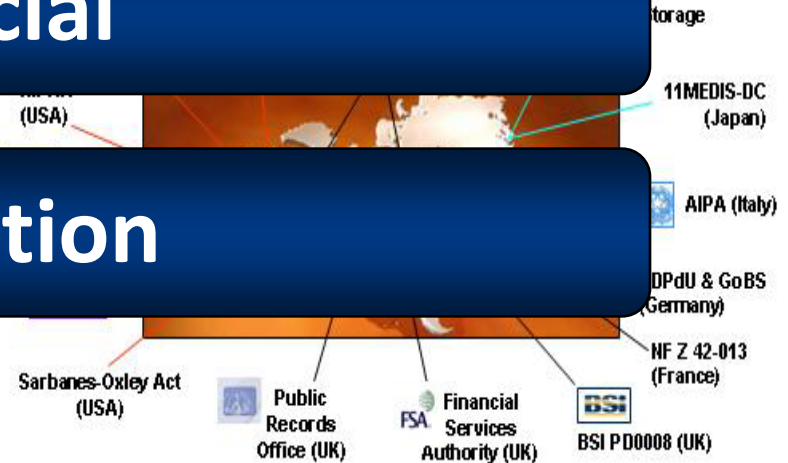 cial
torage
(USA)
11MEDIS-DC
(Japan)
tion
AIPA (Italy)
DPdU & GoBS
Germany)
NF Z 42-013
(France)
Sarbanes-Oxley Act
(USA)
Public
Records
Office (UK)
FSA
Financial
Services
Authority (UK)
BSI
BSI PD0008 (UK)